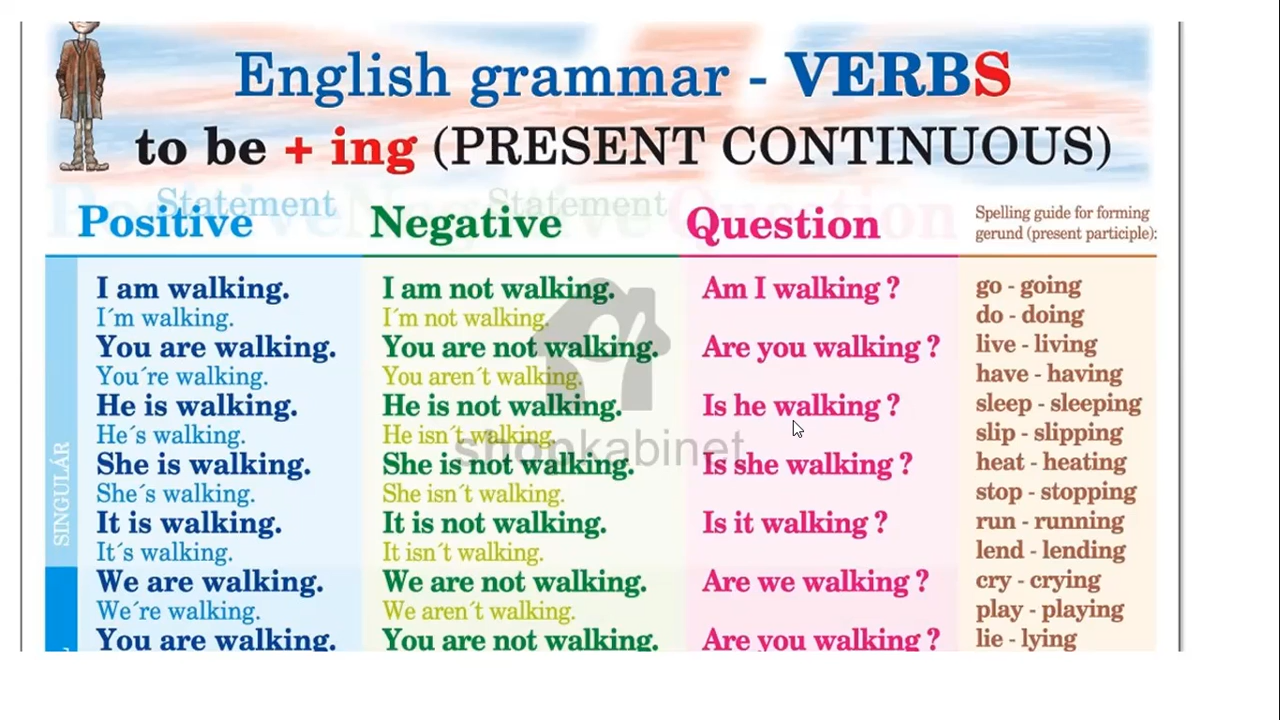 English grammar - VERBS
to be + ing (PRESENT CONTINUOUS)
Positive Statement
Negative Statement
Question
Spelling guide for forming
gerund (present participle):
SINGULÁR
I am walking.
I´m walking.
You are walking.
You´re walking.
He is walking.
He´s walking.
She is walking.
She´s walking.
It is walking.
It´s walking.
We are walking.
We´re walking.
You are walking.
I am not walking.
I´m not walking.
You are not walking.
You aren´t walking.
He is not walking.
He isn´t walking.
She is not walking.
She isn´t walking.
It is not walking.
It isn´t walking.
We are not walking.
We aren´t walking.
You are not walking.
Am I walking ?
Are you walking ?
Is he walking ?
Is she walking ?
Is it walking ?
Are we walking ?
Are you walking ?
go - going
do - doing
live - living
have - having
sleep - sleeping
slip - slipping
heat - heating
stop - stopping
run - running
lend - lending
cry - crying
play - playing
lie - lying
shopkabinet